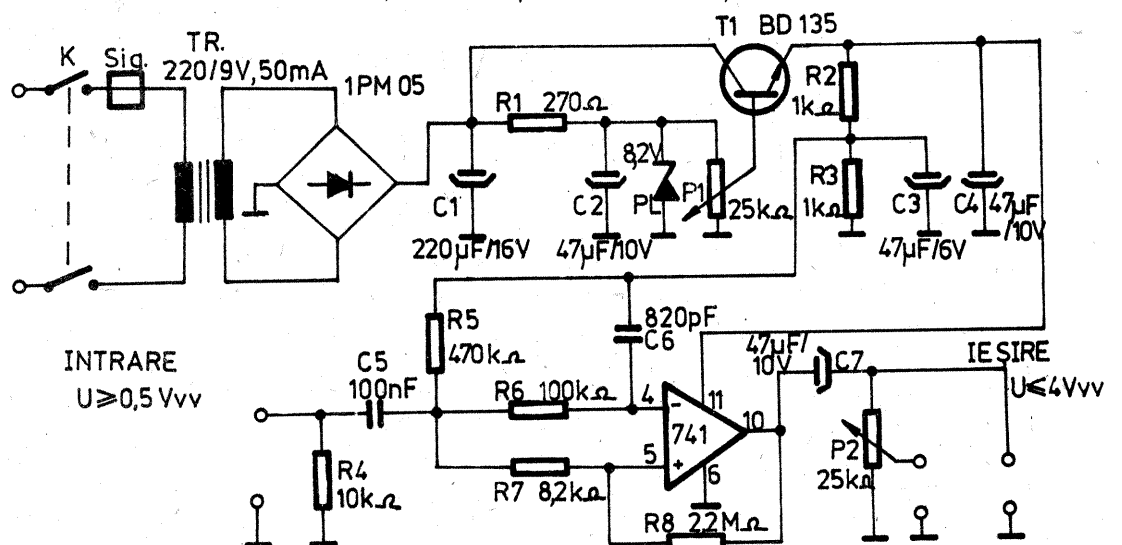 T1 BD 135
K
Sig.
TR.
220/9V,50mA
1PM 05
R1 270Ω
R2
1kΩ
8,2V
C1
220µF/16V
C2
47µF/10V
PL
P1
25kΩ
R3
1kΩ
C3
47µF/6V
C4 47µF
/10V
R5
470kΩ
820pF
C6
47µF/
10V
C7
INTRARE
U⩾0,5 Vvv
IESIRE
U≤4Vvv
C5
100nF
R6 100kΩ
4
-
11
741
10
5
+
6
R7 8,2kΩ
R4
10kΩ
P2
25kΩ
R8 2,2MΩ